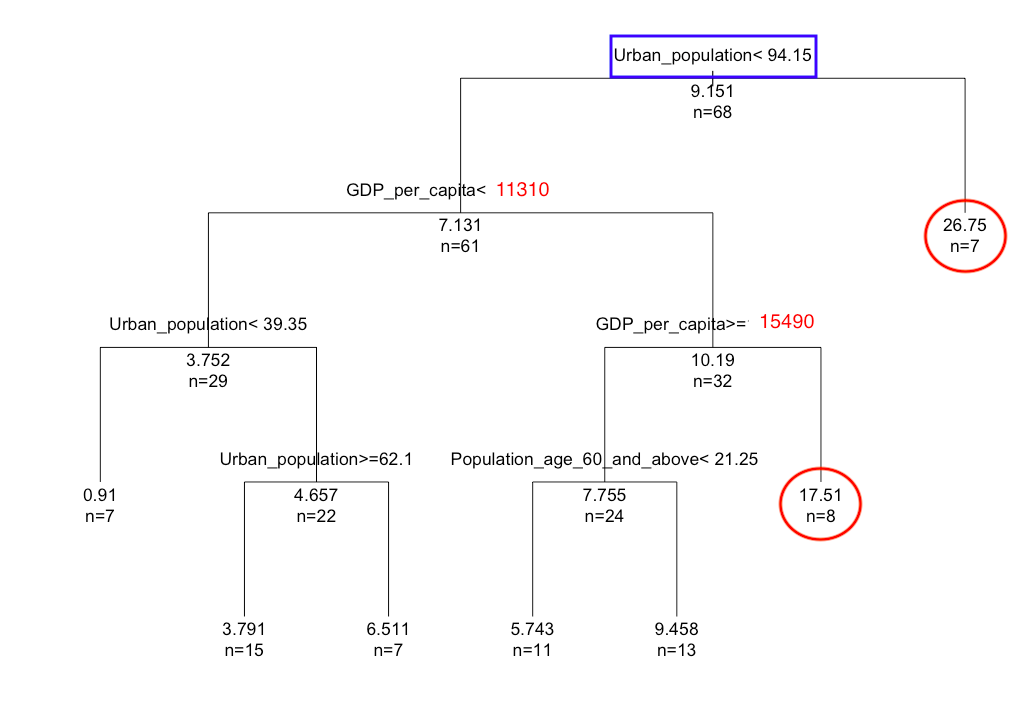 Urban_population< 94.15
9.151
n=68
GDP_per_capita< 11310
7.131
n=61
26.75
n=7
Urban_population< 39.35
GDP_per_capita>= 15490
3.752
n=29
10.19
n=32
Urban_population>=62.1
Population_age_60_and_above< 21.25
0.91
n=7
4.657
n=22
7.755
n=24
17.51
n=8
3.791
n=15
6.511
n=7
5.743
n=11
9.458
n=13